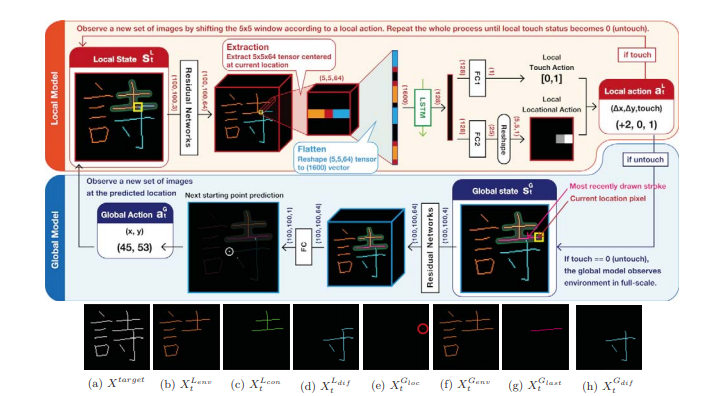 Observe a new set of images by shifting the 5x5 window according to a local action. Repeat the whole process until local touch status becomes 0 (untouch).
Local Model
Local State S_t^L
(100,100,3)
Residual Networks
(100,100,64)
Extraction
Extract 5x5x64 tensor centered
at current location
(5,5,64)
Flatten
Reshape (5,5,64) tensor
to (1600) vector
(1600)
LSTM
(128)
(128)
FC1
(1)
Local
Touch Action
[0,1]
(128)
FC2
(25)
Reshape
(5,5,1)
Local
Locational Action
if touch
Local action a_t^L
(Δx,Δy,touch)
(+2, 0, 1)
if untouch
Global Model
Observe a new set of images
at the predicted location
Global Action a_t^G
(x, y)
(45, 53)
Next starting point prediction
(100,100,1)
FC
(100,100,64)
(100,100,64)
Residual Networks
(100,100,4)
Global state S_t^G
Most recently drawn stroke
Current location pixel
If touch == 0 (untouch),
the global model observes
environment in full-scale.
詩
(a) X^{target} (b) X_t^{L_{env}} (c) X_t^{L_{con}} (d) X_t^{L_{dif}} (e) X_t^{G_{loc}} (f) X_t^{G_{env}} (g) X_t^{G_{last}} (h) X_t^{G_{dif}}